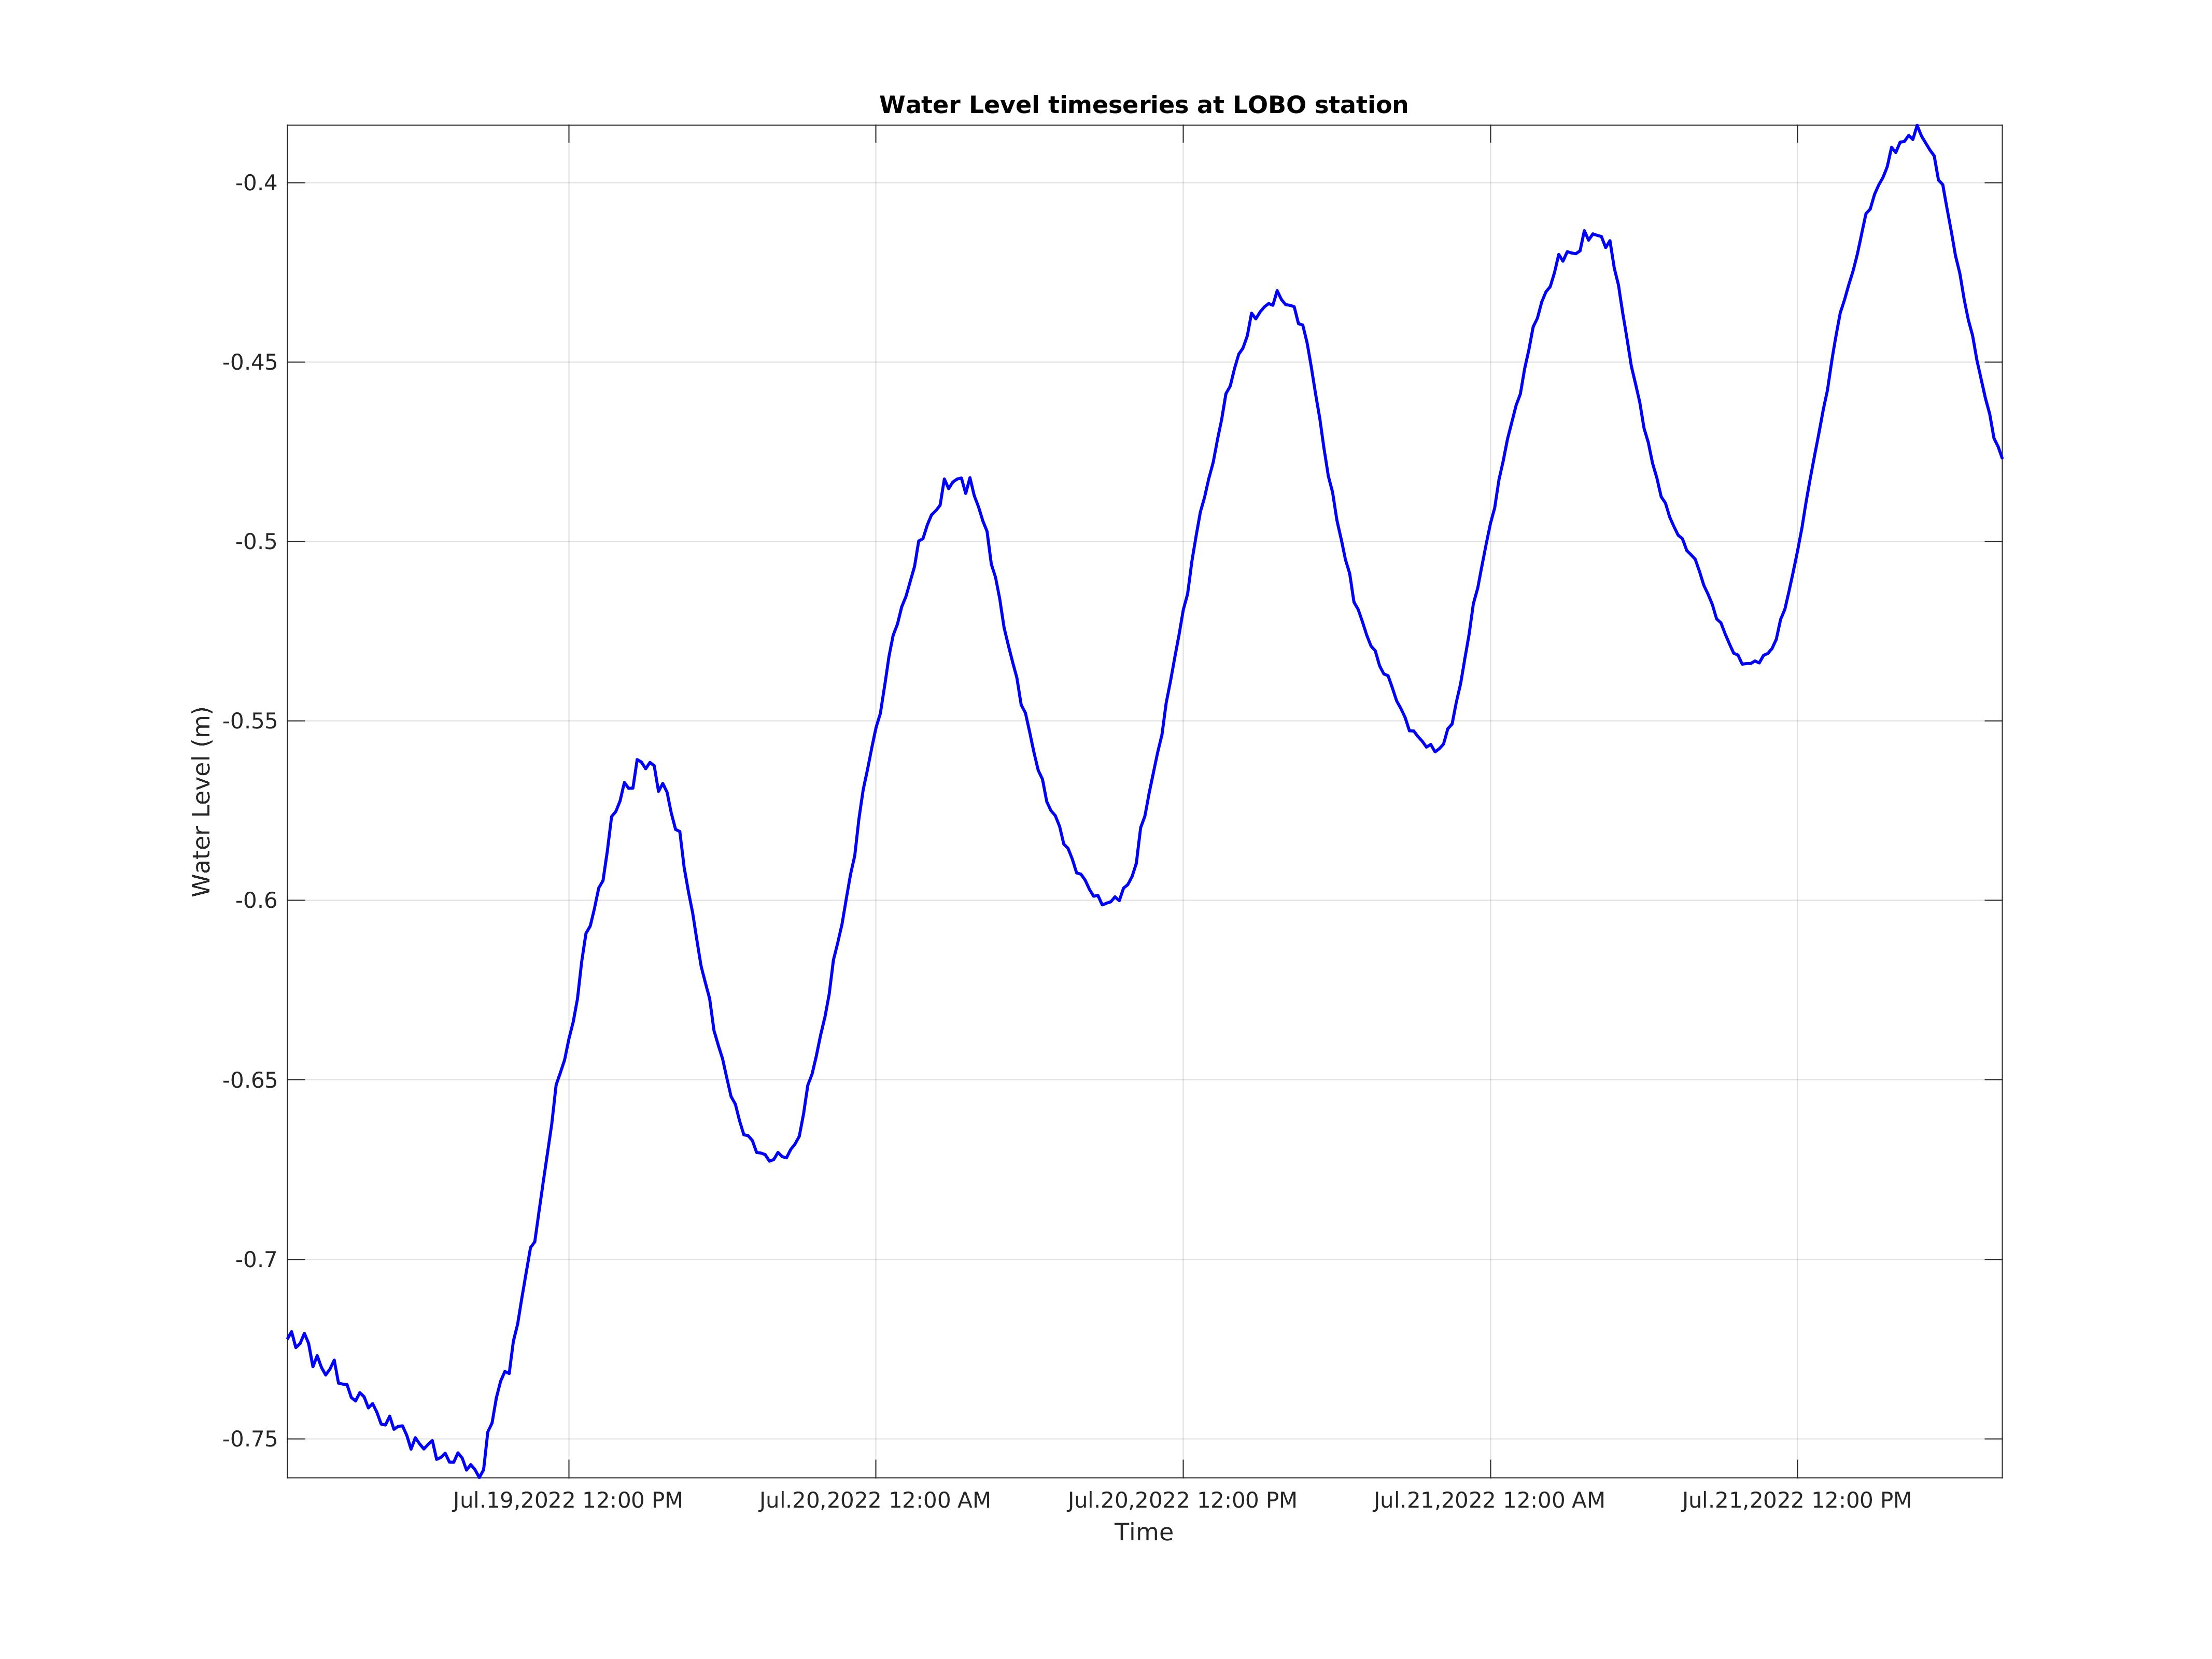 Water Level timeseries at LOBO station
-0.4
-0.45
-0.5
-0.55
-0.6
-0.65
-0.7
-0.75
Water Level (m)
Jul.19,2022 12:00 PM
Jul.20,2022 12:00 AM
Jul.20,2022 12:00 PM
Jul.21,2022 12:00 AM
Jul.21,2022 12:00 PM
Time